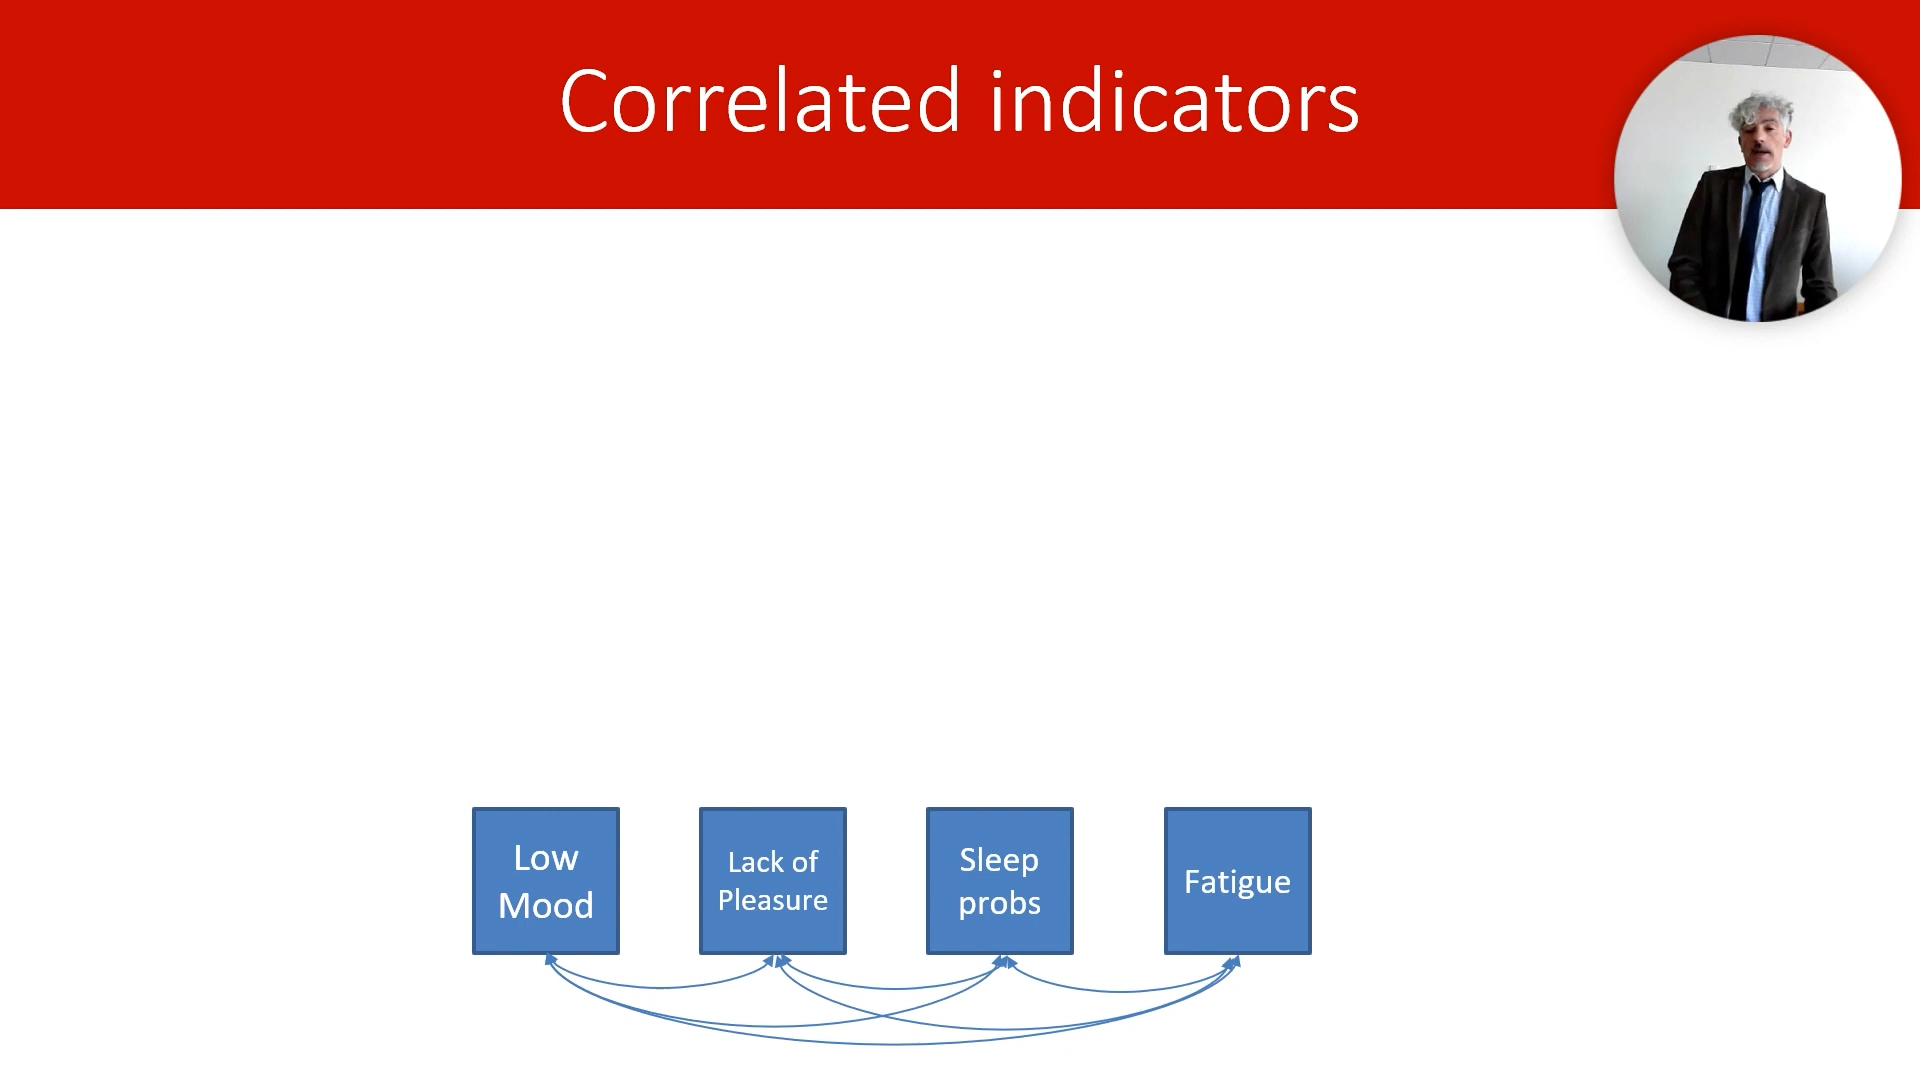 Correlated indicators
Low
Mood
Lack of
Pleasure
Sleep
probs
Fatigue